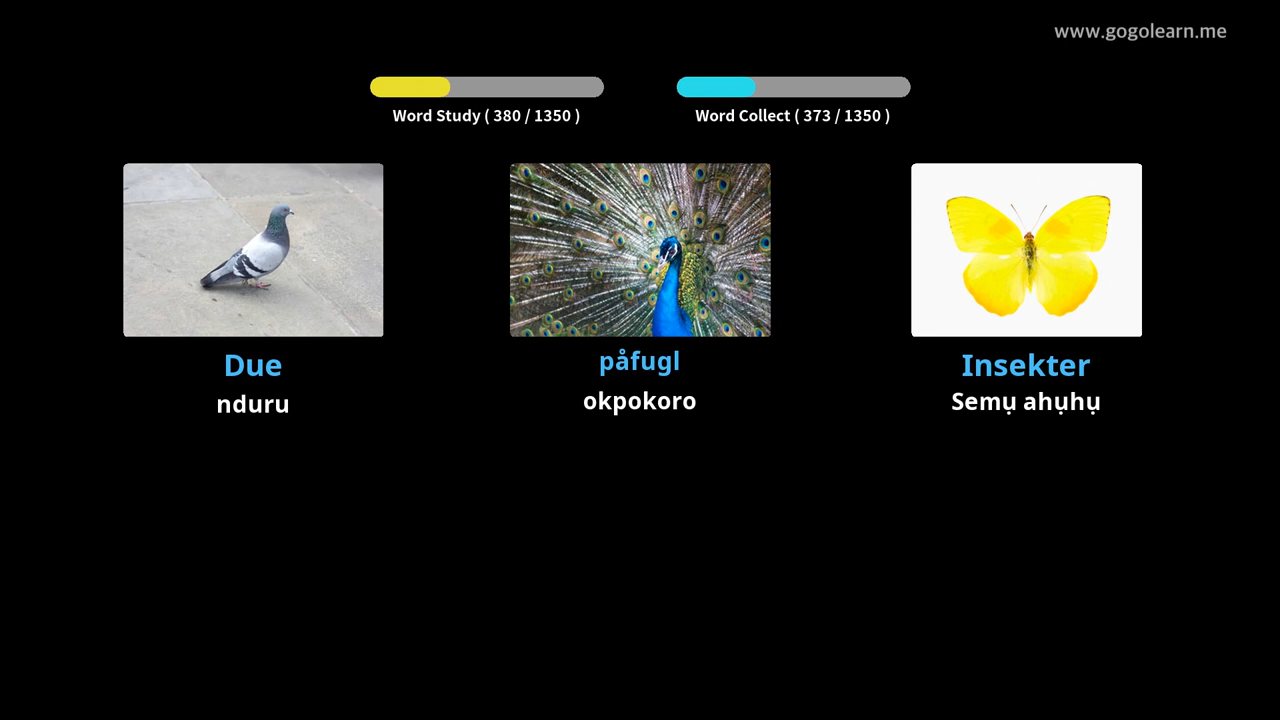 www.gogolearn.me
Word Study ( 380 / 1350 )
Word Collect ( 373 / 1350 )
Due
nduru
påfugl
okpokoro
Insekter
Semụ ahụhụ